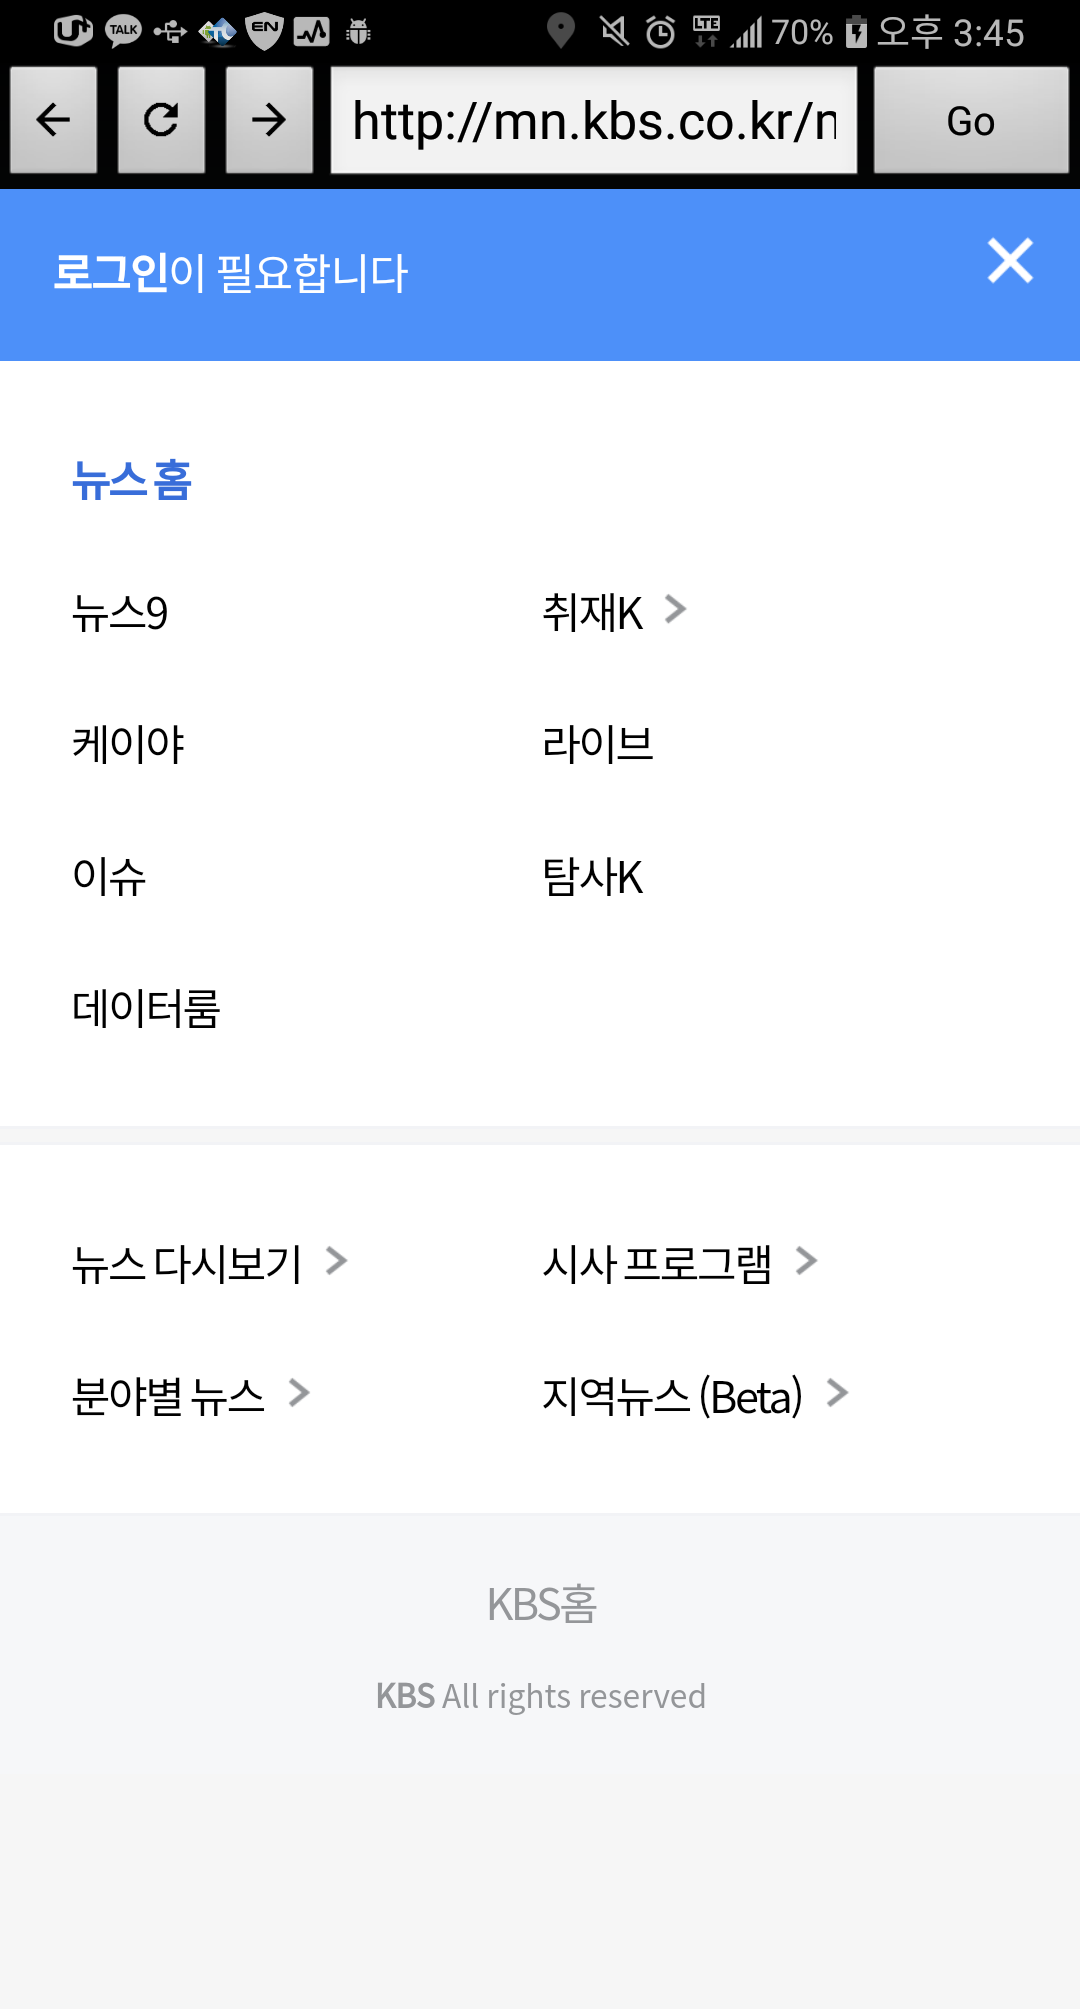 TALK EN LTE 70% 오후 3:45
http://mn.kbs.co.kr/n Go
로그인이 필요합니다
뉴스 홈
뉴스9 취재K
케이야 라이브
이슈 탐사K
데이터룸
뉴스 다시보기 시사 프로그램
분야별 뉴스 지역뉴스 (Beta)
KBS홈
KBS All rights reserved